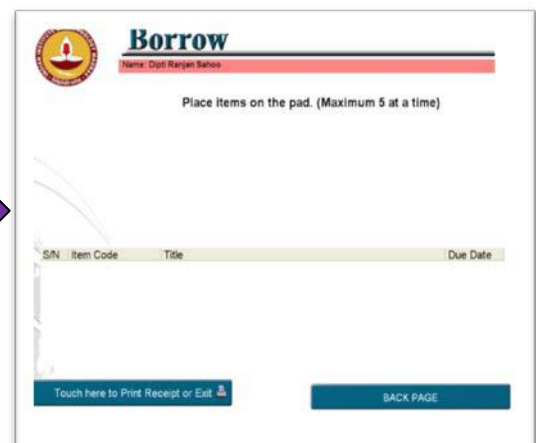 Borrow
Name: Dipti Ranjan Sahoo
Place items on the pad. (Maximum 5 at a time)
S/N Item Code Title Due Date
Touch here to Print Receipt or Exit
BACK PAGE